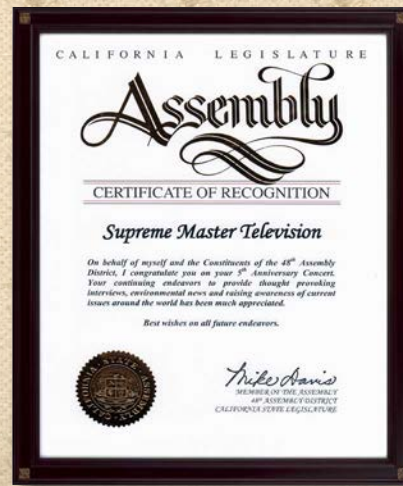 CALIFORNIA LEGISLATURE
Assembly
CERTIFICATE OF RECOGNITION
Supreme Master Television
On behalf of myself and the Constituents of the 48th Assembly
District, I congratulate you on your 5th Anniversary Concert.
Your continuing endeavors to provide thought provoking
interviews, environmental news and raising awareness of current
issues around the world has been much appreciated.
Best wishes on all future endeavors.
Mike Davis
MEMBER OF THE ASSEMBLY
48th ASSEMBLY DISTRICT
CALIFORNIA STATE LEGISLATURE